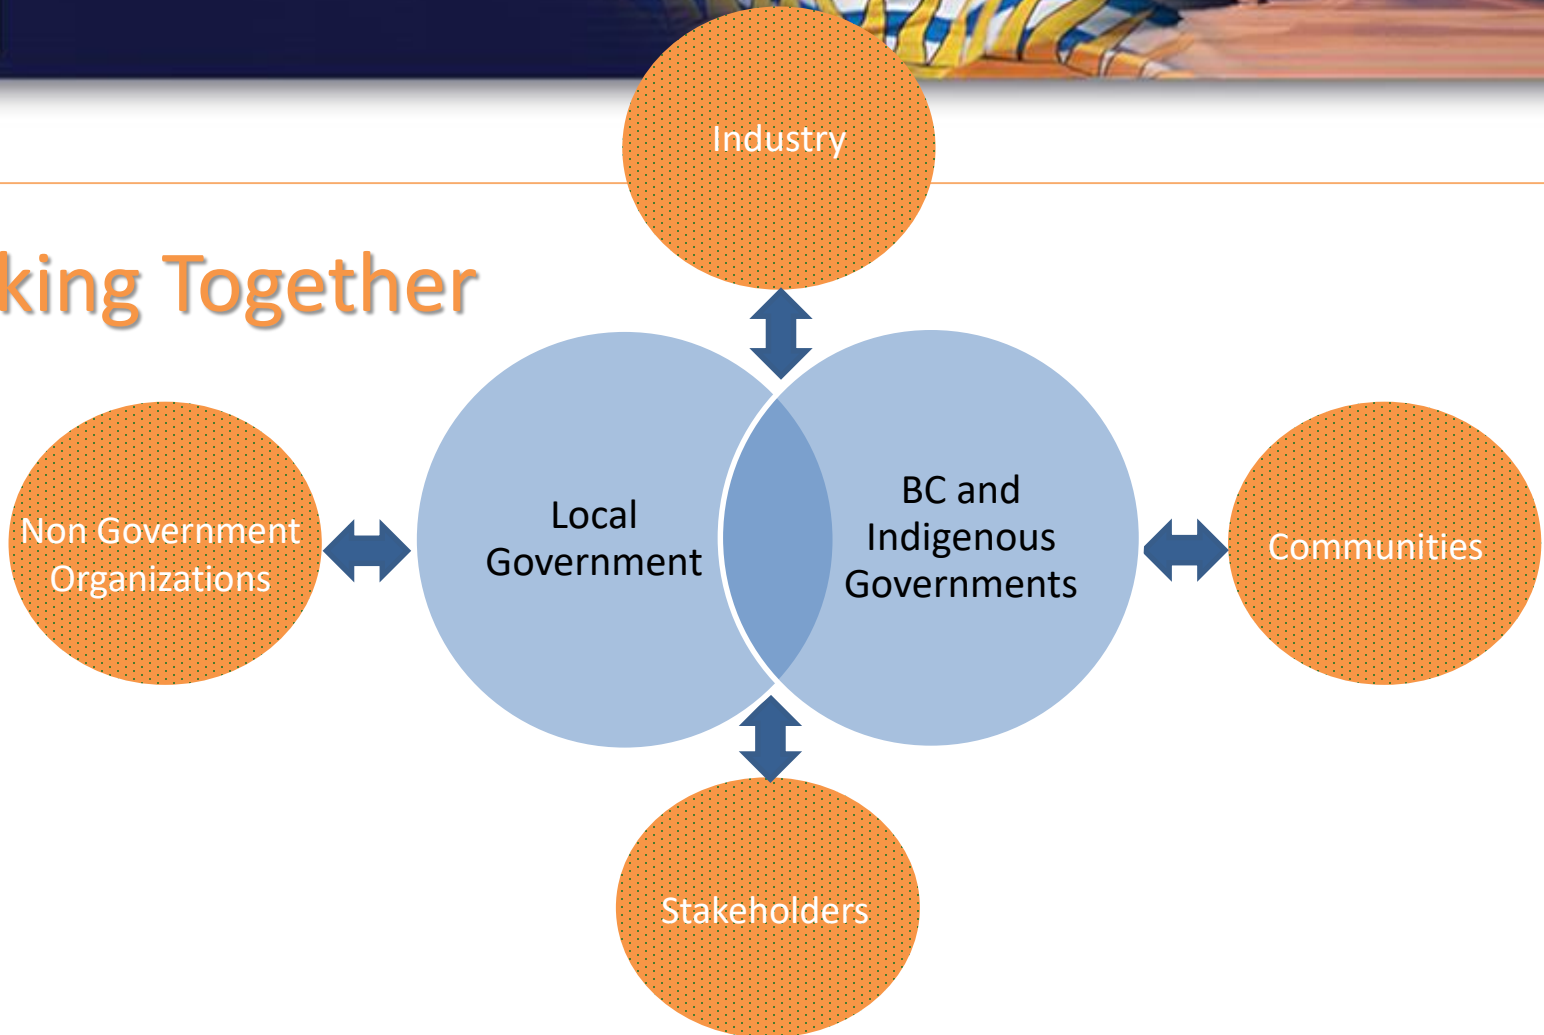 Industry
king Together
Non Government
Organizations
Local
Government
BC and
Indigenous
Governments
Communities
Stakeholders